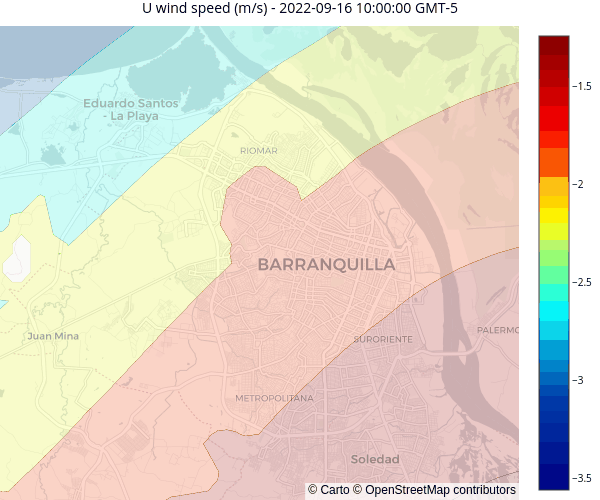 U wind speed (m/s) - 2022-09-16 10:00:00 GMT-5
Eduardo Santos
- La Playa
RIOMAR
BARRANQUILLA
Juan Mina
SURORIENTE
PALERMO
METROPOLITANA
Soledad
© Carto © OpenStreetMap contributors
−1.5
−2
−2.5
−3
−3.5